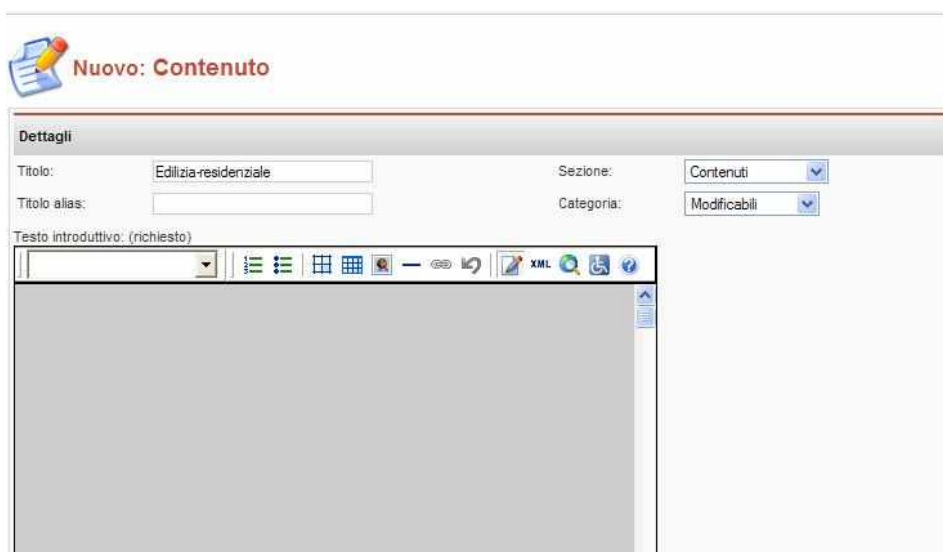 Nuovo: Contenuto
Dettagli
Titolo: Edilizia-residenziale Sezione: Contenuti
Titolo alias: Categoria: Modificabili
Testo introduttivo: (richiesto)
XML